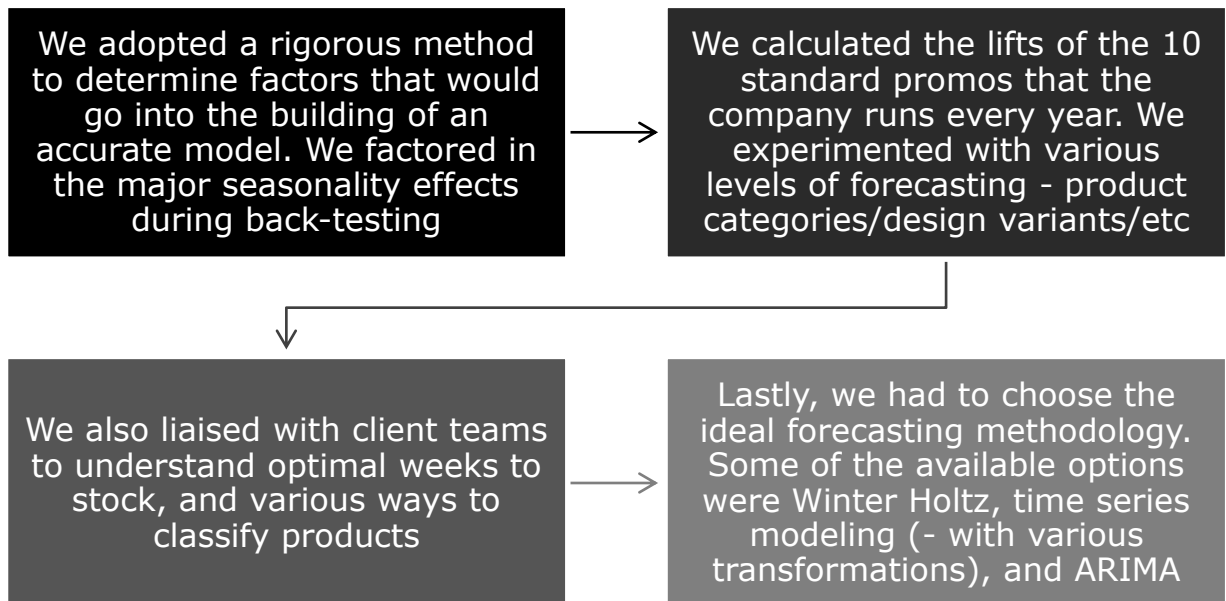 We adopted a rigorous method
to determine factors that would
go into the building of an
accurate model. We factored in
the major seasonality effects
during back-testing
We calculated the lifts of the 10
standard promos that the
company runs every year. We
experimented with various
levels of forecasting - product
categories/design variants/etc
We also liaised with client teams
to understand optimal weeks to
stock, and various ways to
classify products
Lastly, we had to choose the
ideal forecasting methodology.
Some of the available options
were Winter Holtz, time series
modeling (- with various
transformations), and ARIMA